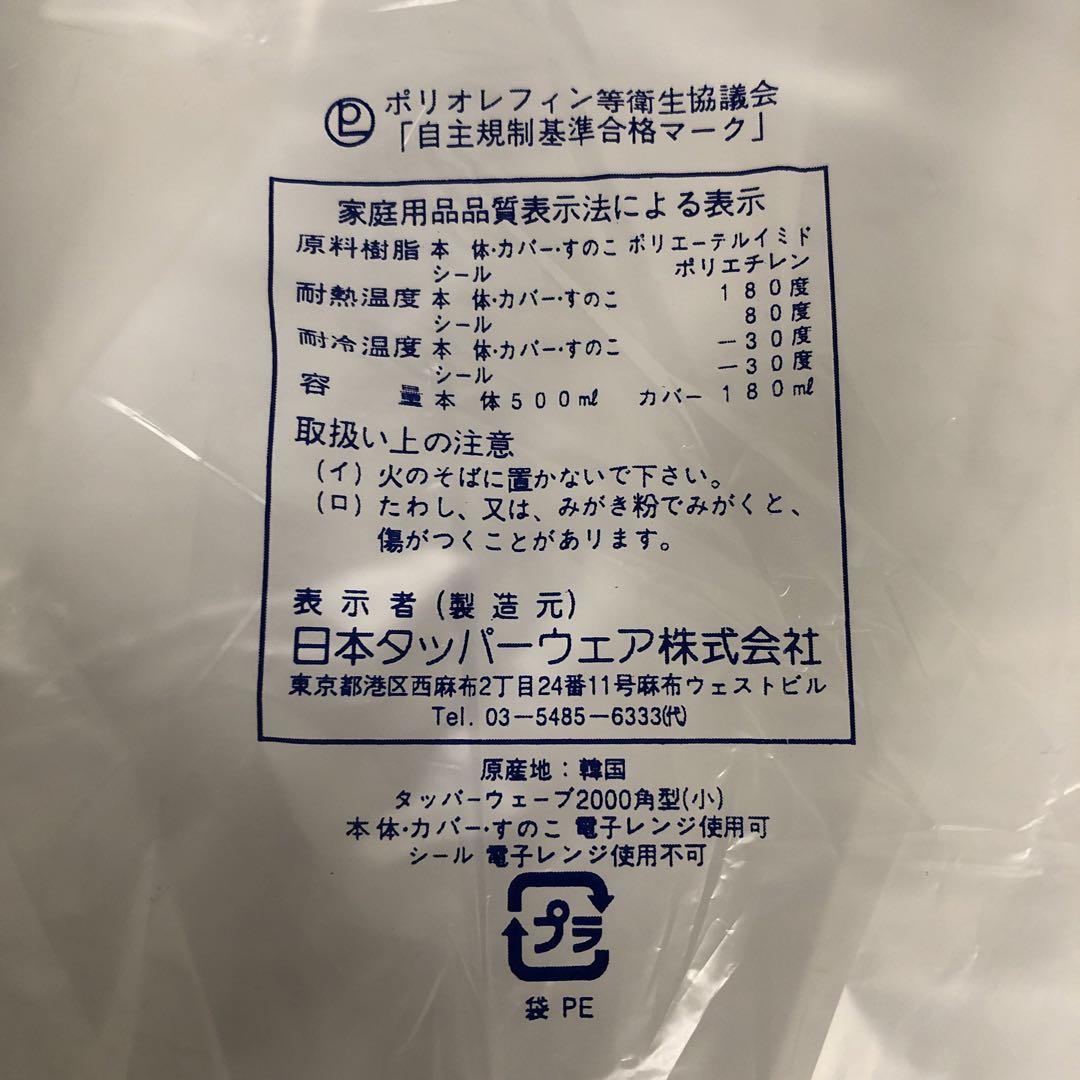 ポリオレフィン等衛生協議会
「自主規制基準合格マーク」
家庭用品品質表示法による表示
原料樹脂 本 体・カバー・すのこ ポリエーテルイミド
シール ポリエチレン
耐熱温度 本 体・カバー・すのこ 180度
シール 80度
耐冷温度 本 体・カバー・すのこ −30度
シール −30度
容 量 本 体500㎖ カバー 180㎖
取扱い上の注意
(イ) 火のそばに置かないで下さい。
(ロ) たわし、又は、みがき粉でみがくと、
傷がつくことがあります。
表示者(製造元)
日本タッパーウェア株式会社
東京都港区西麻布2丁目24番11号麻布ウェストビル
Tel. 03−5485−6333㈹
原産地：韓国
タッパーウェーブ2000角型(小)
本体・カバー・すのこ 電子レンジ使用可
シール 電子レンジ使用不可
プラ
袋 PE